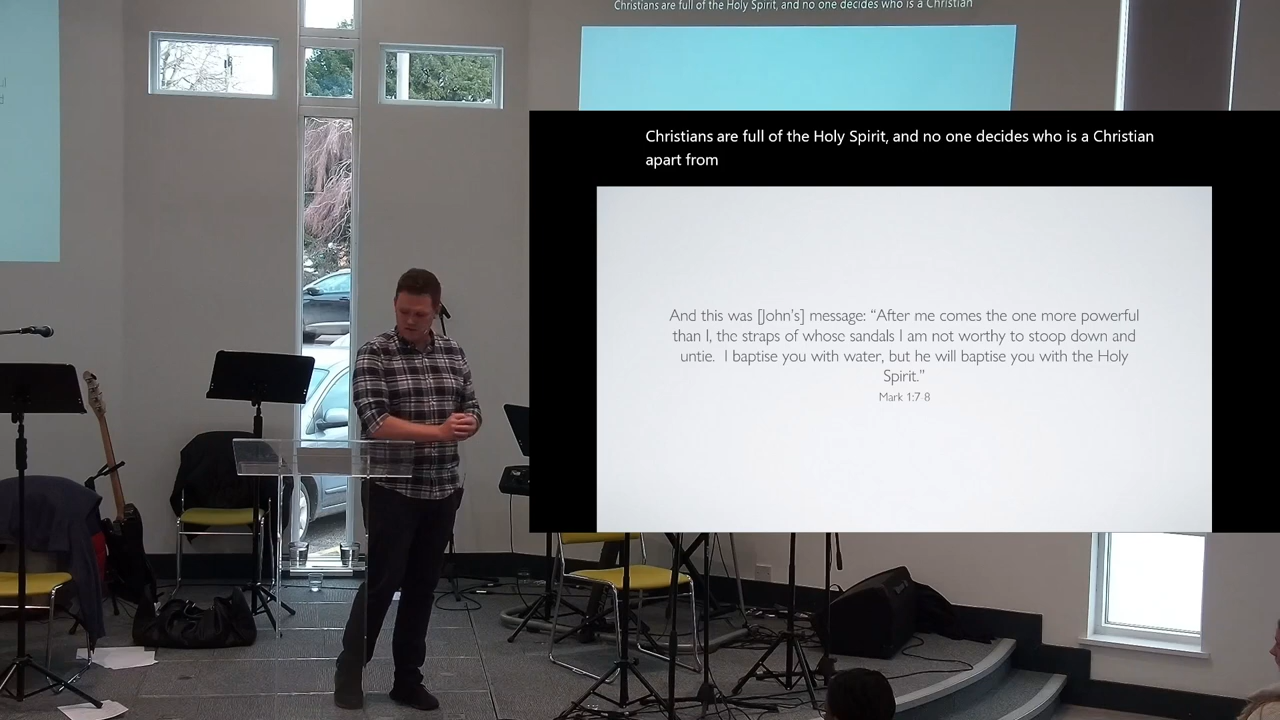 Christians are full of the Holy Spirit, and no one decides who is a Christian
Christians are full of the Holy Spirit, and no one decides who is a Christian
apart from
And this was [John's] message: “After me comes the one more powerful
than I, the straps of whose sandals I am not worthy to stoop down and
untie. I baptise you with water, but he will baptise you with the Holy
Spirit.”
Mark 1:7-8